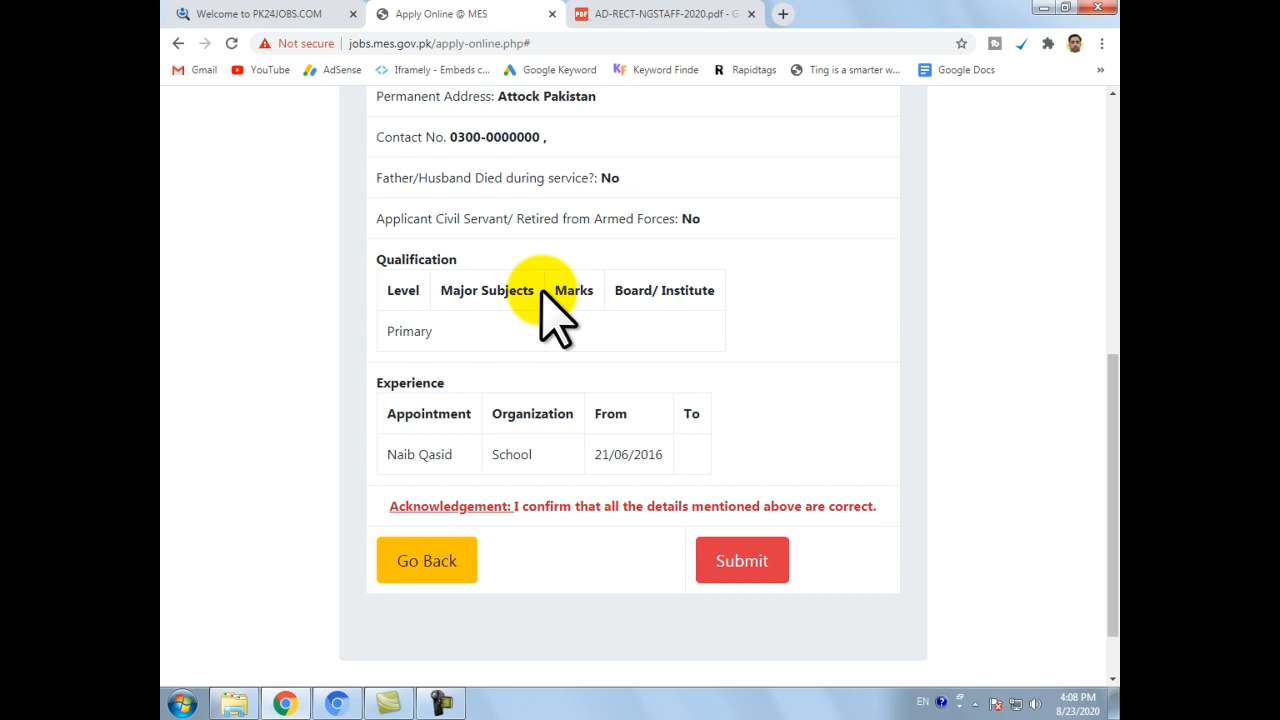 Welcome to PK24JOBS.COM
Apply Online @ MES
AD-RECT-NGSTAFF-2020.pdf - G
Not secure | jobs.mes.gov.pk/apply-online.php#
Gmail YouTube AdSense Iframely - Embeds c... Google Keyword Keyword Finde Rapidtags Ting is a smarter w... Google Docs »
Permanent Address: Attock Pakistan
Contact No. 0300-0000000 ,
Father/Husband Died during service?: No
Applicant Civil Servant/ Retired from Armed Forces: No
Qualification
Level Major Subjects Marks Board/ Institute
Primary
Experience
Appointment Organization From To
Naib Qasid School 21/06/2016
Acknowledgement: I confirm that all the details mentioned above are correct.
Go Back Submit
EN 4:08 PM
8/23/2020